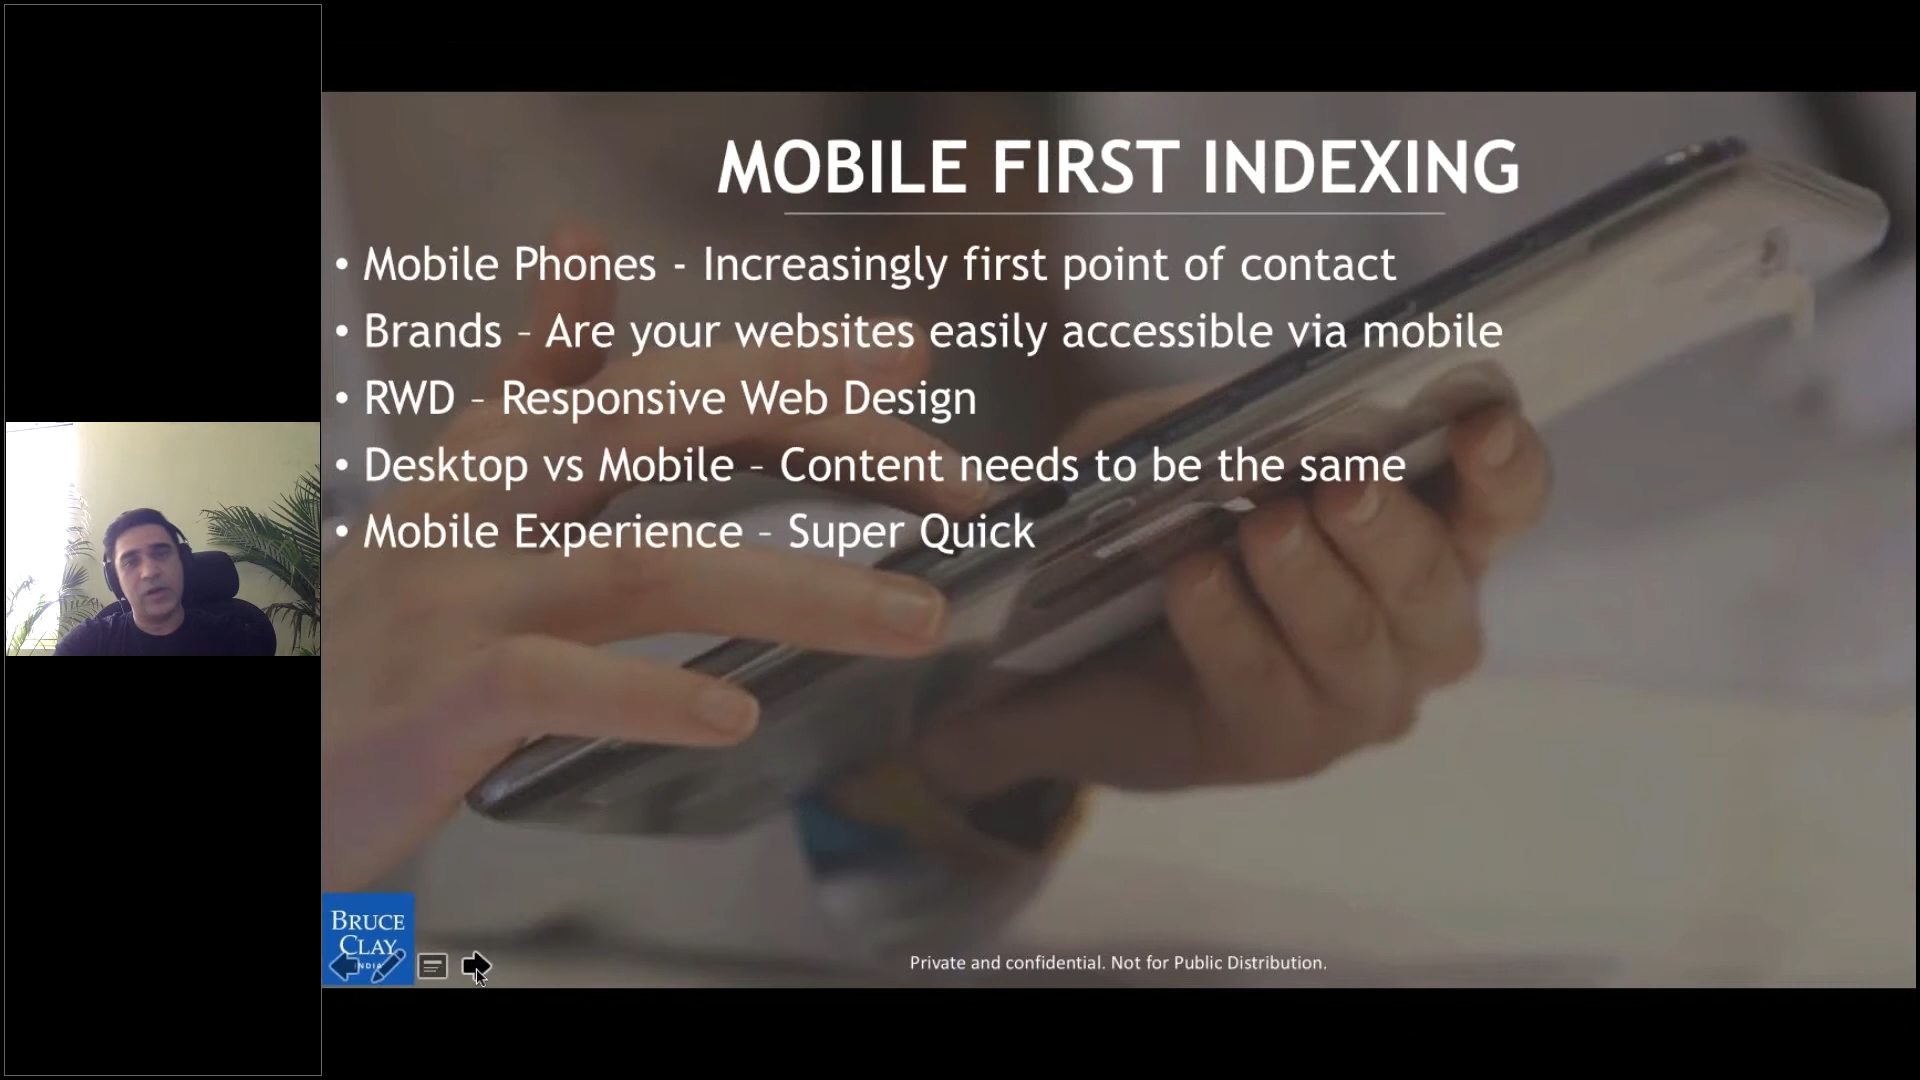 MOBILE FIRST INDEXING
• Mobile Phones - Increasingly first point of contact
• Brands – Are your websites easily accessible via mobile
• RWD – Responsive Web Design
• Desktop vs Mobile – Content needs to be the same
• Mobile Experience – Super Quick
BRUCE
CLAY
INDIA
Private and confidential. Not for Public Distribution.